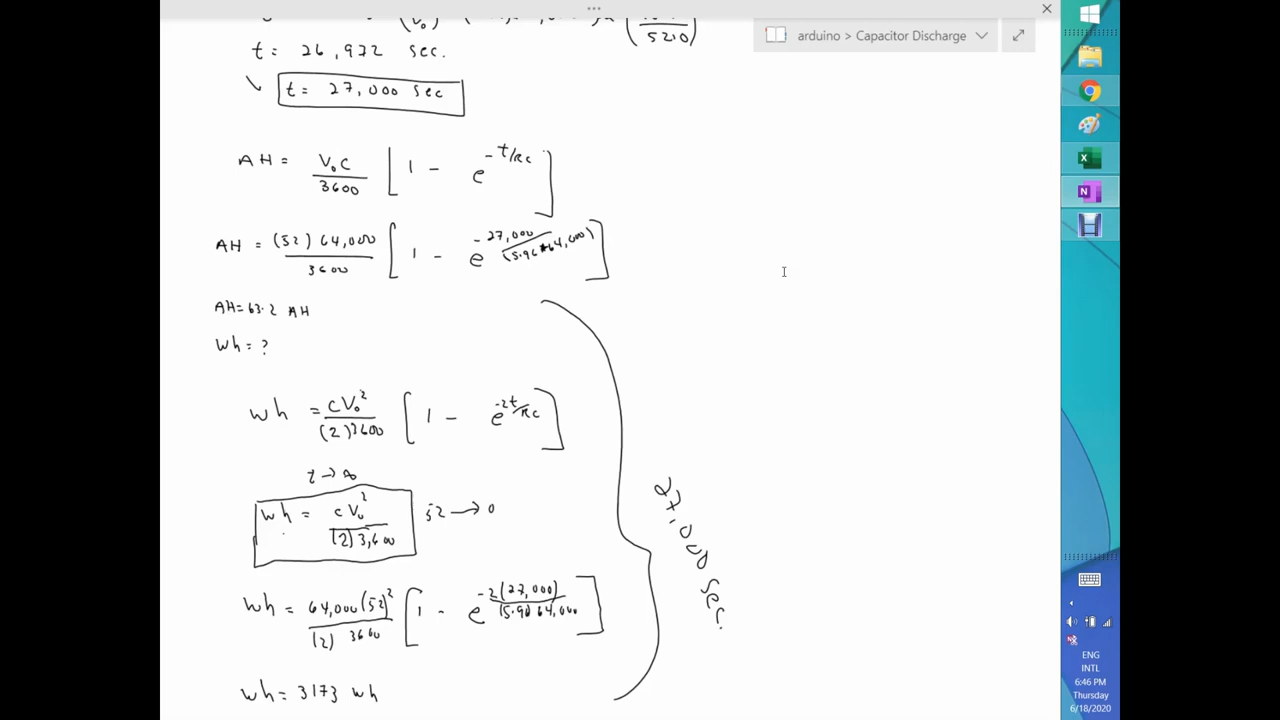 arduino > Capacitor Discharge
5210
t = 26,972 sec.
t = 27,000 sec
AH = V₀C/3600 [1 - e^(-t/RC)]
AH = (52) 64,000/3600 [1 - e^(-27,000/(5.96*64,000))]
AH=63.2 AH
Wh = ?
Wh = CV₀²/(2)3600 [1 - e^(-2t/RC)]
t → ∞
Wh = CV₀²/(2)3,600 52 → 0
Wh = 64,000(52)²/(2) 3600 [1 - e^(-2(27,000)/(5.96)64,000)]
Wh = 3173 Wh
27,000 sec.
ENG
INTL
6:46 PM
Thursday
6/18/2020